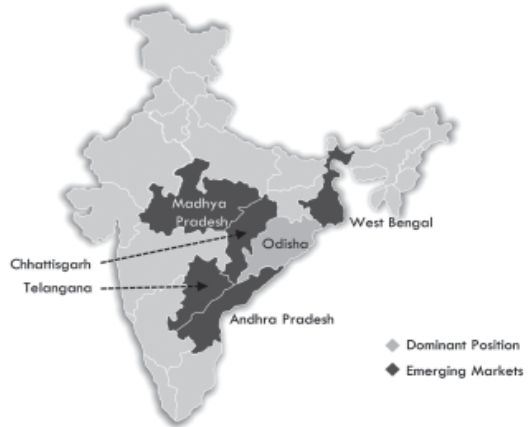 Madhya
Pradesh
West Bengal
Odisha
Chhattisgarh
Telangana
Andhra Pradesh
Dominant Position
Emerging Markets